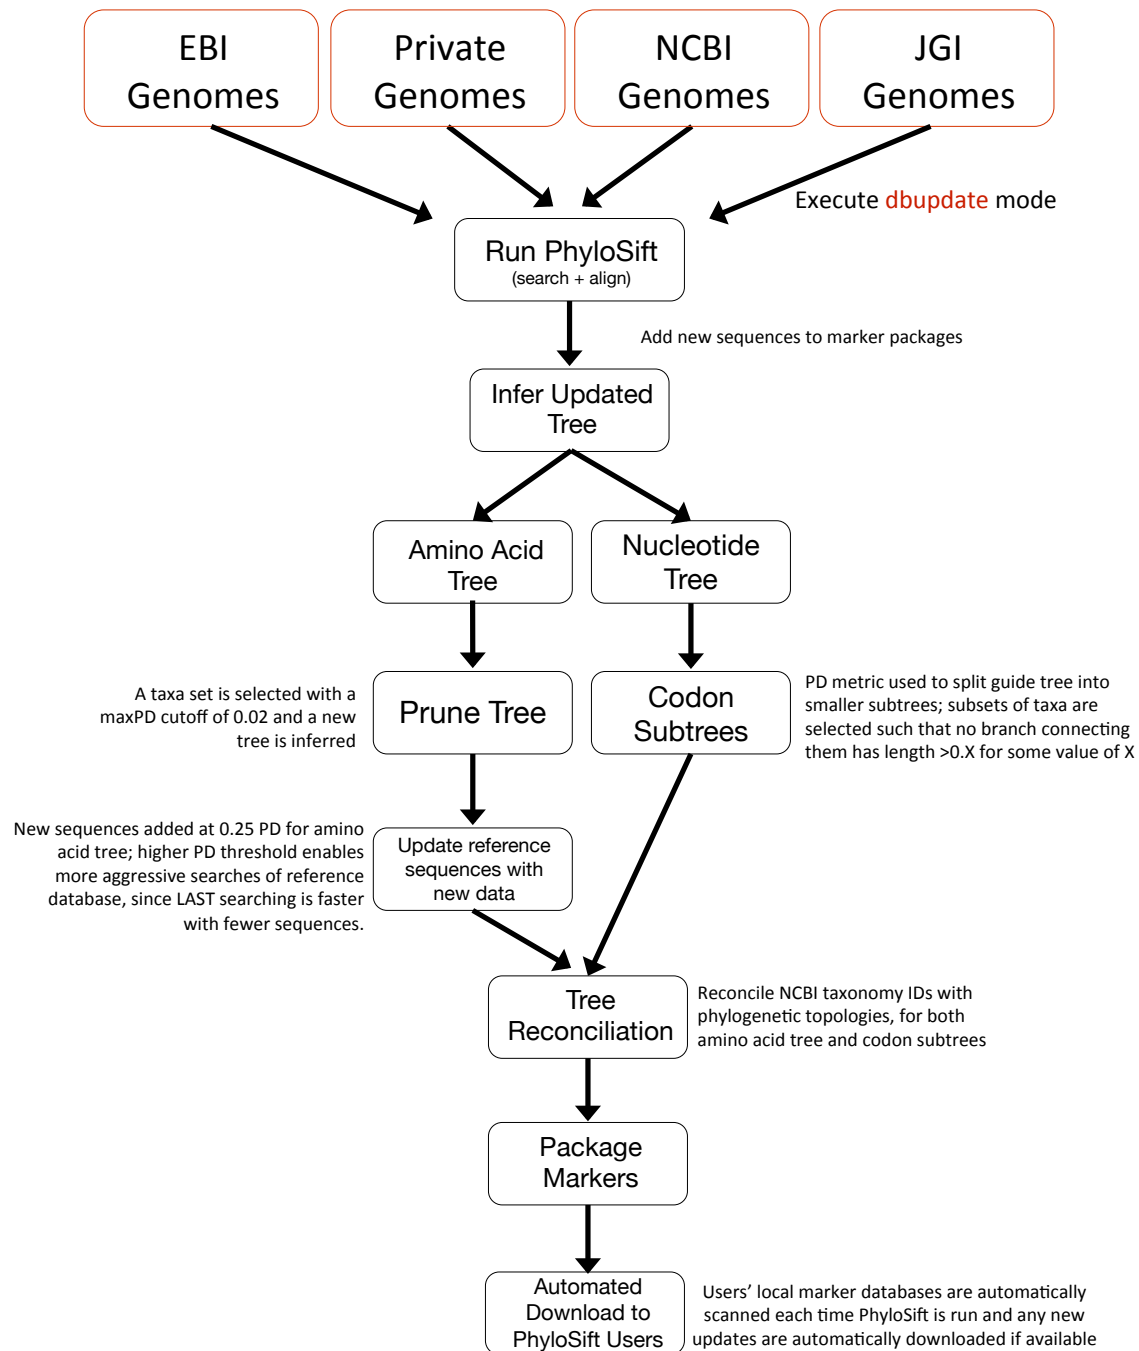 EBI
Genomes
Private
Genomes
NCBI
Genomes
JGI
Genomes
Execute dbupdate mode
Run PhyloSift
(search + align)
Add new sequences to marker packages
Infer Updated
Tree
Amino Acid
Tree
Nucleotide
Tree
A taxa set is selected with a
maxPD cutoff of 0.02 and a new
tree is inferred
Prune Tree
Codon
Subtrees
PD metric used to split guide tree into
smaller subtrees; subsets of taxa are
selected such that no branch connecting
them has length >0.X for some value of X
New sequences added at 0.25 PD for amino
acid tree; higher PD threshold enables
more aggressive searches of reference
database, since LAST searching is faster
with fewer sequences.
Update reference
sequences with
new data
Tree
Reconciliation
Reconcile NCBI taxonomy IDs with
phylogenetic topologies, for both
amino acid tree and codon subtrees
Package
Markers
Automated
Download to
PhyloSift Users
Users’ local marker databases are automatically
scanned each time PhyloSift is run and any new
updates are automatically downloaded if available